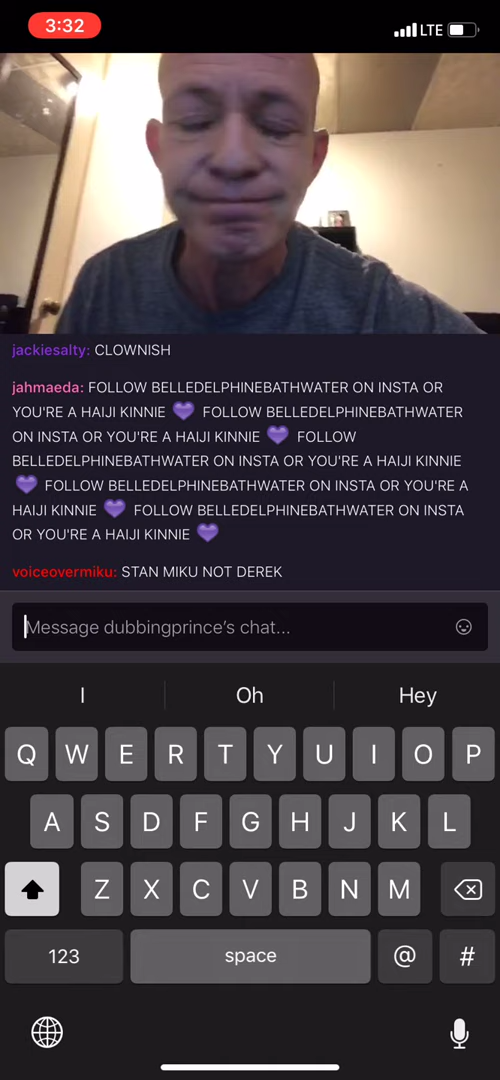 3:32
LTE
jackiesalty: CLOWNISH
jahmaeda: FOLLOW BELLEDELPHINEBATHWATER ON INSTA OR
YOU'RE A HAIJI KINNIE 💜 FOLLOW BELLEDELPHINEBATHWATER
ON INSTA OR YOU'RE A HAIJI KINNIE 💜 FOLLOW
BELLEDELPHINEBATHWATER ON INSTA OR YOU'RE A HAIJI KINNIE
💜 FOLLOW BELLEDELPHINEBATHWATER ON INSTA OR YOU'RE A
HAIJI KINNIE 💜 FOLLOW BELLEDELPHINEBATHWATER ON INSTA
OR YOU'RE A HAIJI KINNIE 💜
voiceovermiku: STAN MIKU NOT DEREK
Message dubbingprince's chat...
I Oh Hey
Q W E R T Y U I O P
A S D F G H J K L
Z X C V B N M
123 space @ #